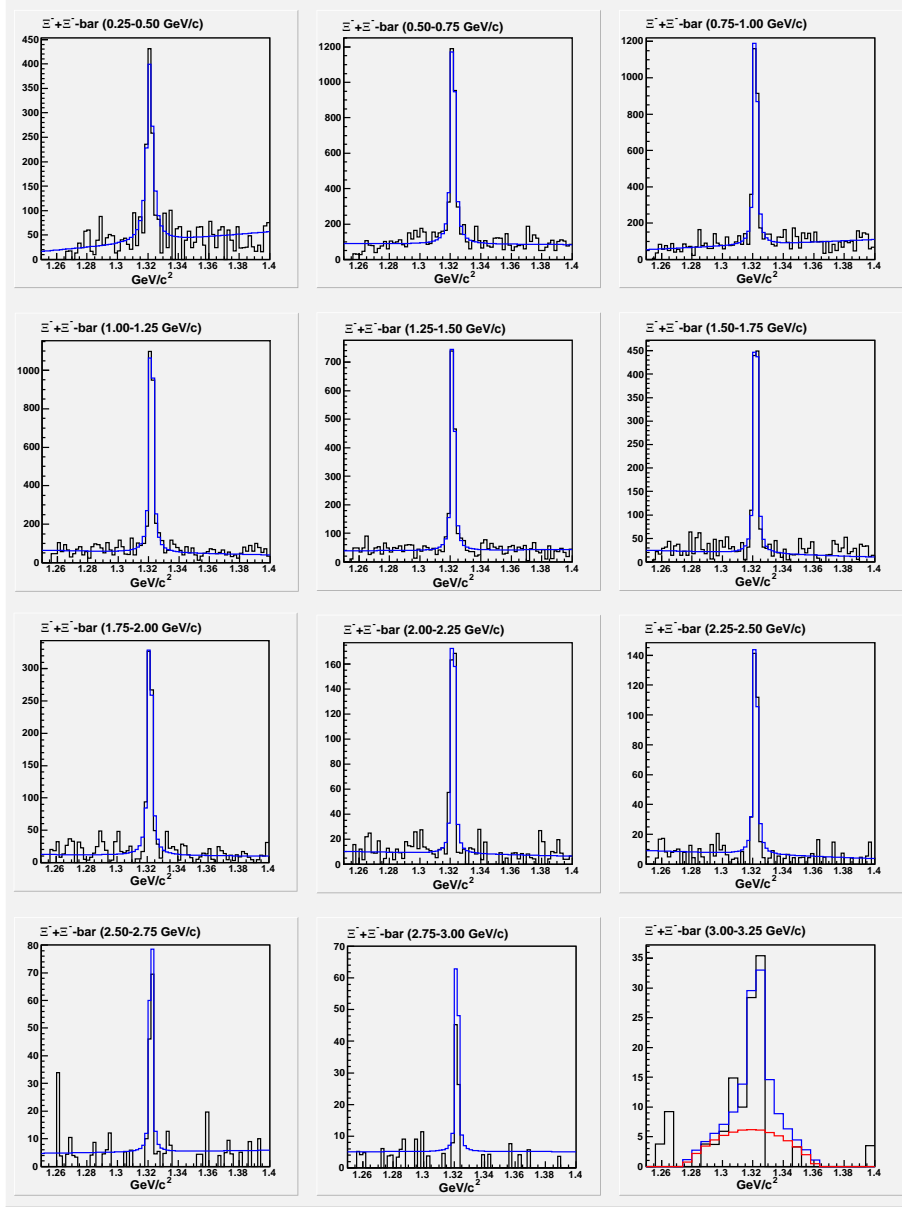 Ξ⁻+Ξ⁻-bar (0.25-0.50 GeV/c)
450
400
350
300
250
200
150
100
50
0
1.26 1.28 1.3 1.32 1.34 1.36 1.38 1.4
GeV/c²
Ξ⁻+Ξ⁻-bar (0.50-0.75 GeV/c)
1200
1000
800
600
400
200
0
1.26 1.28 1.3 1.32 1.34 1.36 1.38 1.4
GeV/c²
Ξ⁻+Ξ⁻-bar (0.75-1.00 GeV/c)
1200
1000
800
600
400
200
0
1.26 1.28 1.3 1.32 1.34 1.36 1.38 1.4
GeV/c²
Ξ⁻+Ξ⁻-bar (1.00-1.25 GeV/c)
1000
800
600
400
200
0
1.26 1.28 1.3 1.32 1.34 1.36 1.38 1.4
GeV/c²
Ξ⁻+Ξ⁻-bar (1.25-1.50 GeV/c)
700
600
500
400
300
200
100
0
1.26 1.28 1.3 1.32 1.34 1.36 1.38 1.4
GeV/c²
Ξ⁻+Ξ⁻-bar (1.50-1.75 GeV/c)
450
400
350
300
250
200
150
100
50
0
1.26 1.28 1.3 1.32 1.34 1.36 1.38 1.4
GeV/c²
Ξ⁻+Ξ⁻-bar (1.75-2.00 GeV/c)
300
250
200
150
100
50
0
1.26 1.28 1.3 1.32 1.34 1.36 1.38 1.4
GeV/c²
Ξ⁻+Ξ⁻-bar (2.00-2.25 GeV/c)
160
140
120
100
80
60
40
20
0
1.26 1.28 1.3 1.32 1.34 1.36 1.38 1.4
GeV/c²
Ξ⁻+Ξ⁻-bar (2.25-2.50 GeV/c)
140
120
100
80
60
40
20
0
1.26 1.28 1.3 1.32 1.34 1.36 1.38 1.4
GeV/c²
Ξ⁻+Ξ⁻-bar (2.50-2.75 GeV/c)
80
70
60
50
40
30
20
10
0
1.26 1.28 1.3 1.32 1.34 1.36 1.38 1.4
GeV/c²
Ξ⁻+Ξ⁻-bar (2.75-3.00 GeV/c)
70
60
50
40
30
20
10
0
1.26 1.28 1.3 1.32 1.34 1.36 1.38 1.4
GeV/c²
Ξ⁻+Ξ⁻-bar (3.00-3.25 GeV/c)
35
30
25
20
15
10
5
0
1.26 1.28 1.3 1.32 1.34 1.36 1.38 1.4
GeV/c²